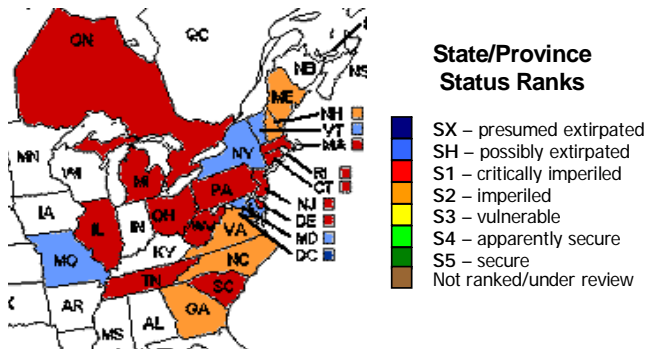 ON
QC
NB
NS
ME
NH
VT
MA
MN
WI
NY
MI
RI
CT
PA
IA
NJ
IL
IN
OH
DE
WV
VA
MD
MO
KY
DC
NC
TN
AR
SC
MS
AL
GA
State/Province
Status Ranks
SX – presumed extirpated
SH – possibly extirpated
S1 – critically imperiled
S2 – imperiled
S3 – vulnerable
S4 – apparently secure
S5 – secure
Not ranked/under review